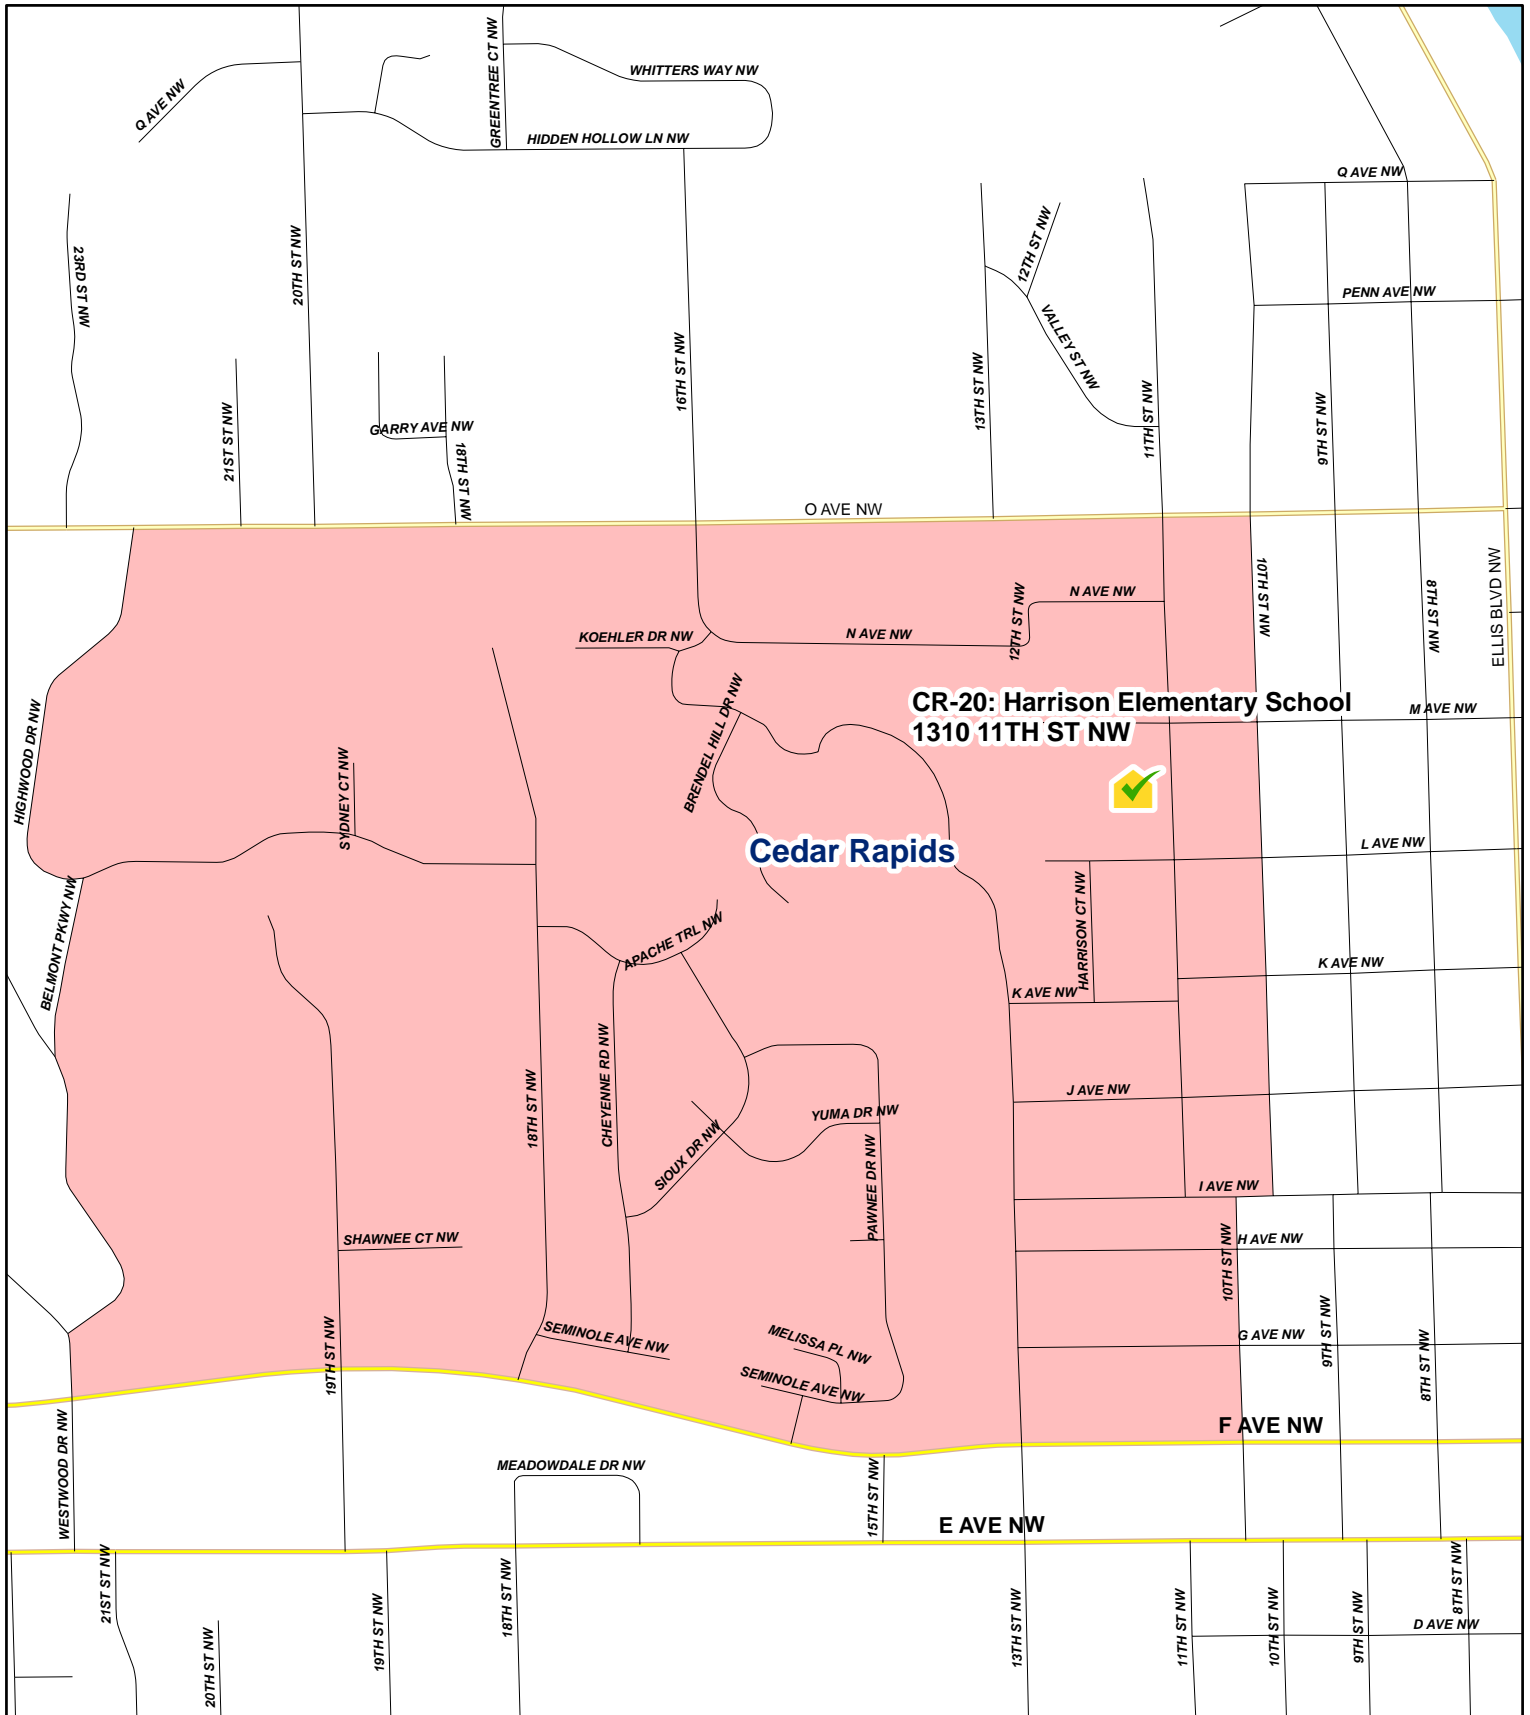 GREENTREE CT NW
WHITTERS WAY NW
Q AVE NW
HIDDEN HOLLOW LN NW
Q AVE NW
23RD ST NW
20TH ST NW
12TH ST NW
PENN AVE NW
VALLEY ST NW
16TH ST NW
13TH ST NW
11TH ST NW
9TH ST NW
21ST ST NW
GARRY AVE NW
18TH ST NW
O AVE NW
10TH ST NW
8TH ST NW
ELLIS BLVD NW
12TH ST NW
N AVE NW
N AVE NW
KOEHLER DR NW
HIGHWOOD DR NW
BRENDEL HILL DR NW
CR-20: Harrison Elementary School
1310 11TH ST NW
M AVE NW
SYDNEY CT NW
Cedar Rapids
L AVE NW
BELMONT PKWY NW
APACHE TRL NW
HARRISON CT NW
K AVE NW
K AVE NW
CHEYENNE RD NW
18TH ST NW
J AVE NW
YUMA DR NW
SIOUX DR NW
PAWNEE DR NW
I AVE NW
SHAWNEE CT NW
10TH ST NW
H AVE NW
19TH ST NW
SEMINOLE AVE NW
MELISSA PL NW
G AVE NW
9TH ST NW
8TH ST NW
SEMINOLE AVE NW
F AVE NW
WESTWOOD DR NW
MEADOWDALE DR NW
15TH ST NW
E AVE NW
21ST ST NW
20TH ST NW
19TH ST NW
18TH ST NW
13TH ST NW
11TH ST NW
10TH ST NW
9TH ST NW
8TH ST NW
D AVE NW